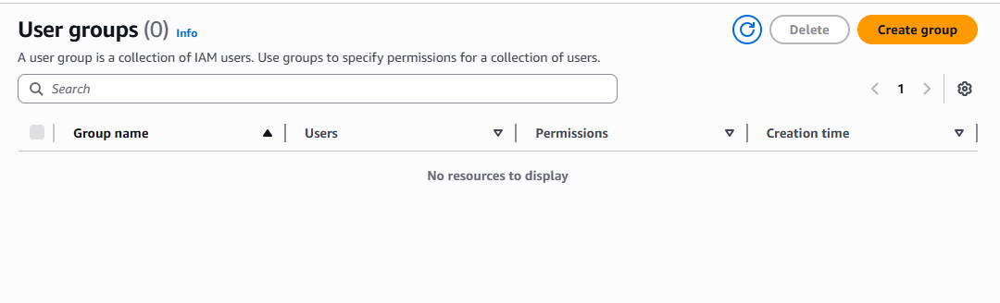 User groups (0) Info
Delete
Create group
A user group is a collection of IAM users. Use groups to specify permissions for a collection of users.
Search
1
Group name
Users
Permissions
Creation time
No resources to display